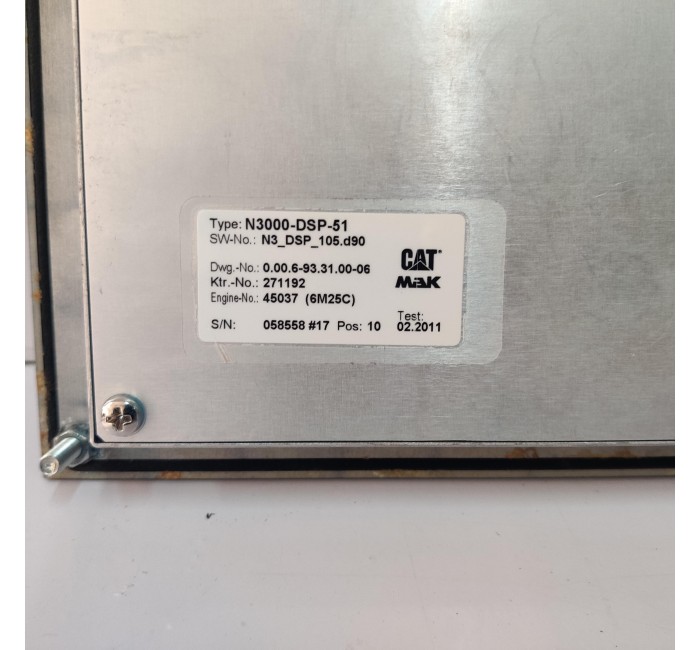 Type: N3000-DSP-51
SW-No.: N3_DSP_105.d90
CAT
MaK
Dwg.-No.: 0.00.6-93.31.00-06
Ktr.-No.: 271192
Engine-No.: 45037 (6M25C)
Test:
S/N: 058558 #17 Pos: 10 02.2011